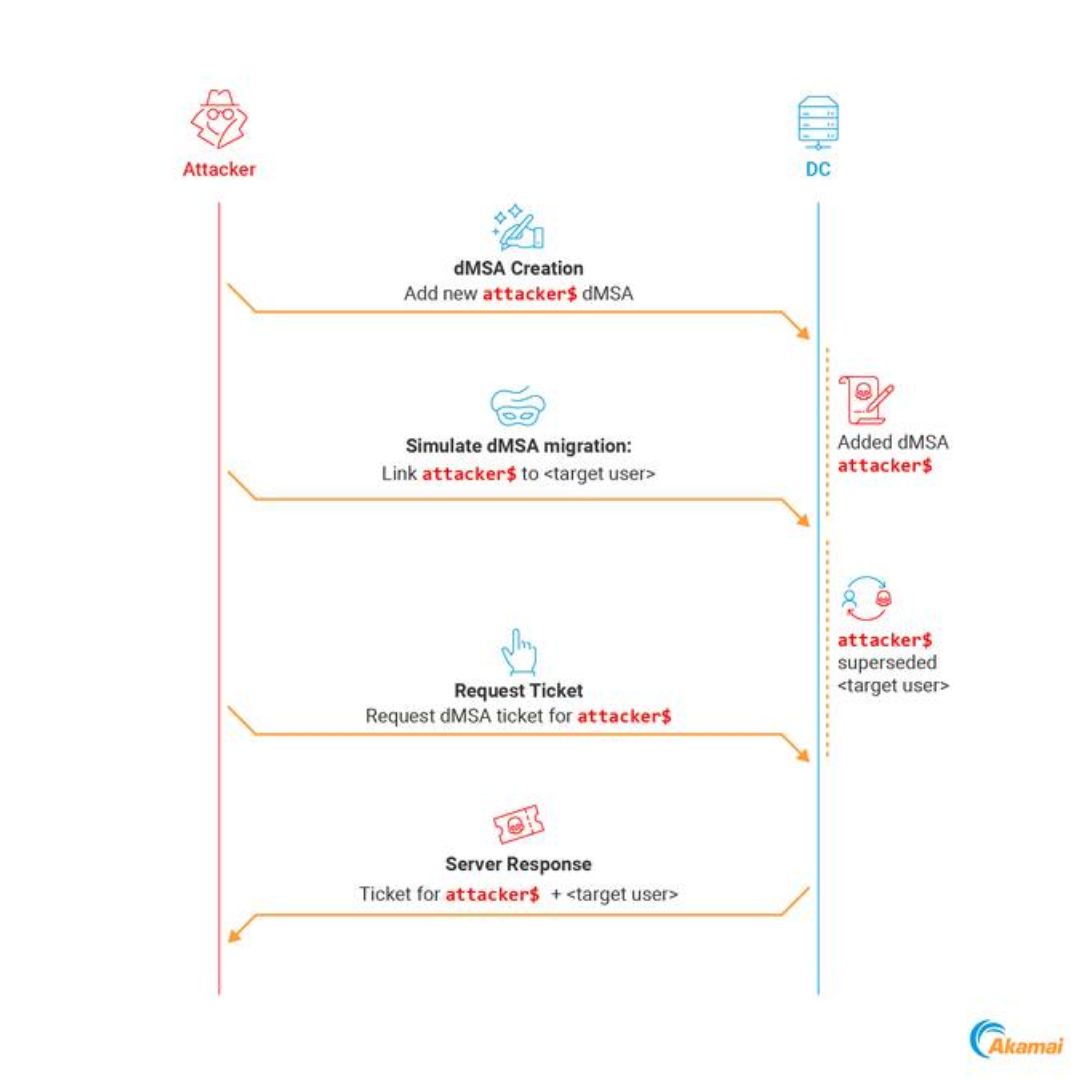 Attacker
DC
dMSA Creation
Add new attacker$ dMSA
Added dMSA
attacker$
Simulate dMSA migration:
Link attacker$ to <target user>
attacker$
superseded
<target user>
Request Ticket
Request dMSA ticket for attacker$
Server Response
Ticket for attacker$ + <target user>
Akamai